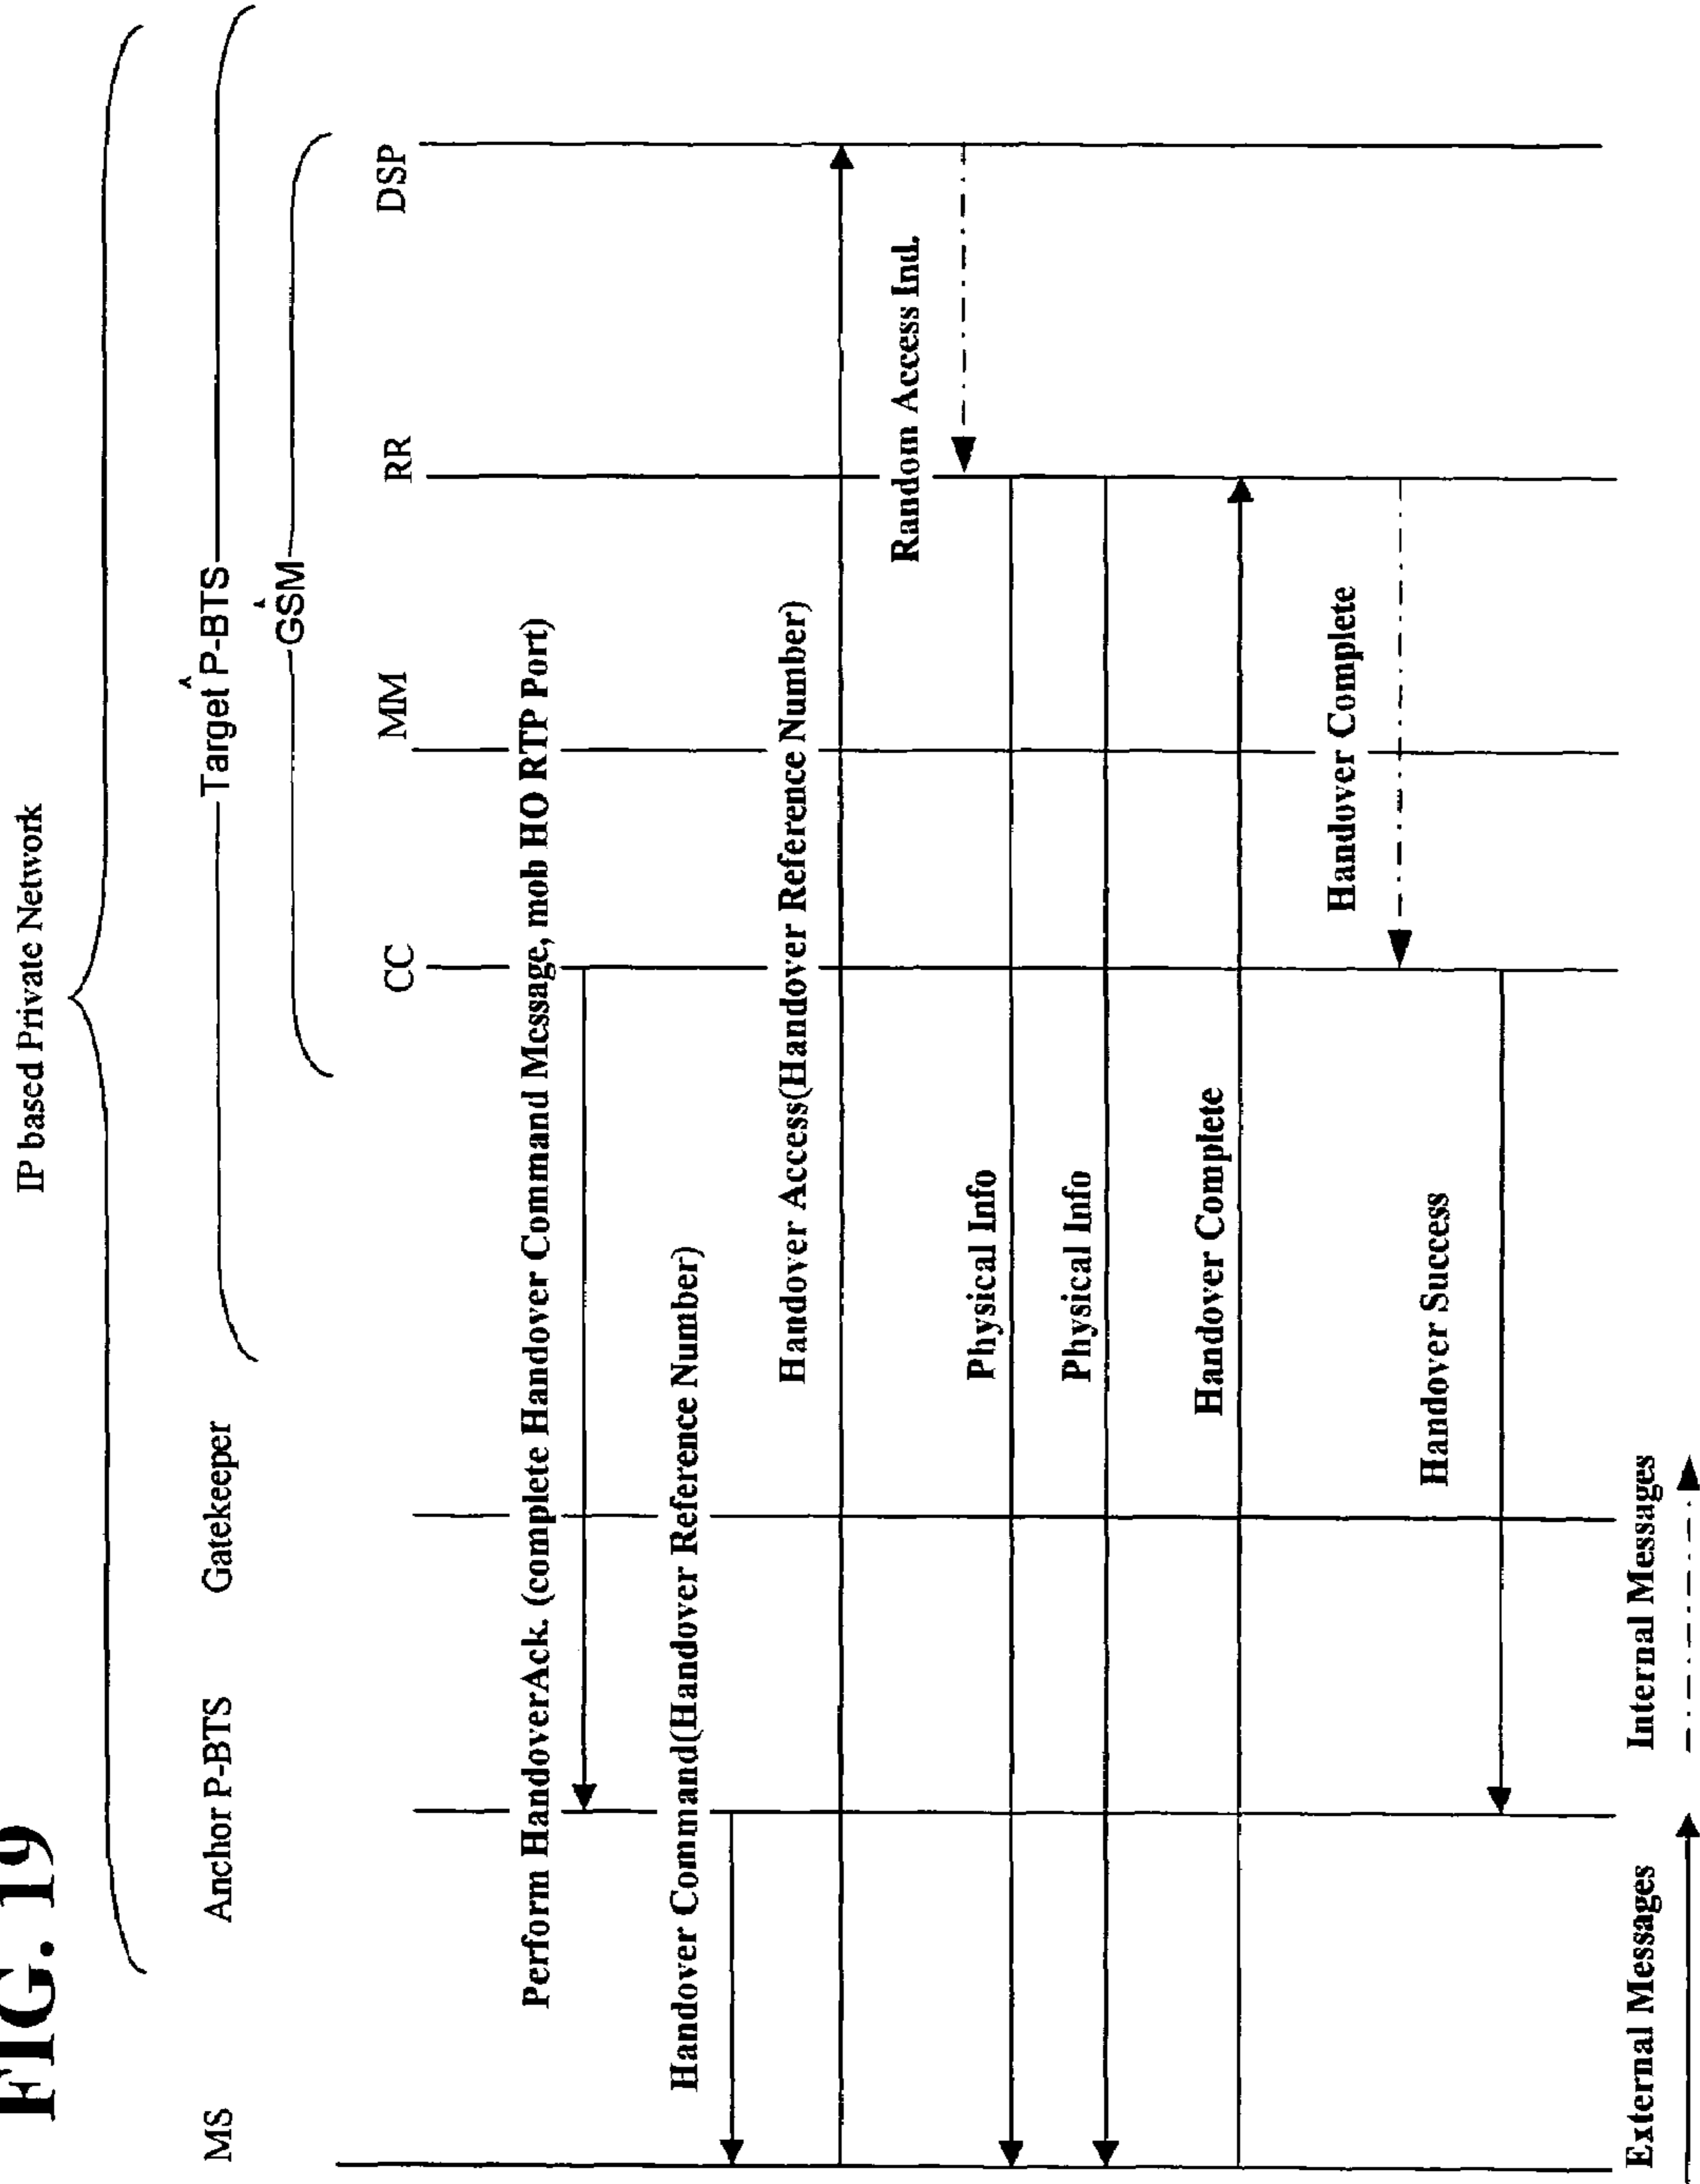 FIG. 19
IP based Private Network
Target P-BTS
GSM
MS
Anchor P-BTS
Gatekeeper
CC
MM
RR
DSP
Perform HandoverAck. (complete Handover Command Message, mob HO RTP Port)
Handover Command(Handover Reference Number)
Handover Access(Handover Reference Number)
Random Access Ind.
Physical Info
Physical Info
Handover Complete
Handover Complete
Handover Success
External Messages
Internal Messages